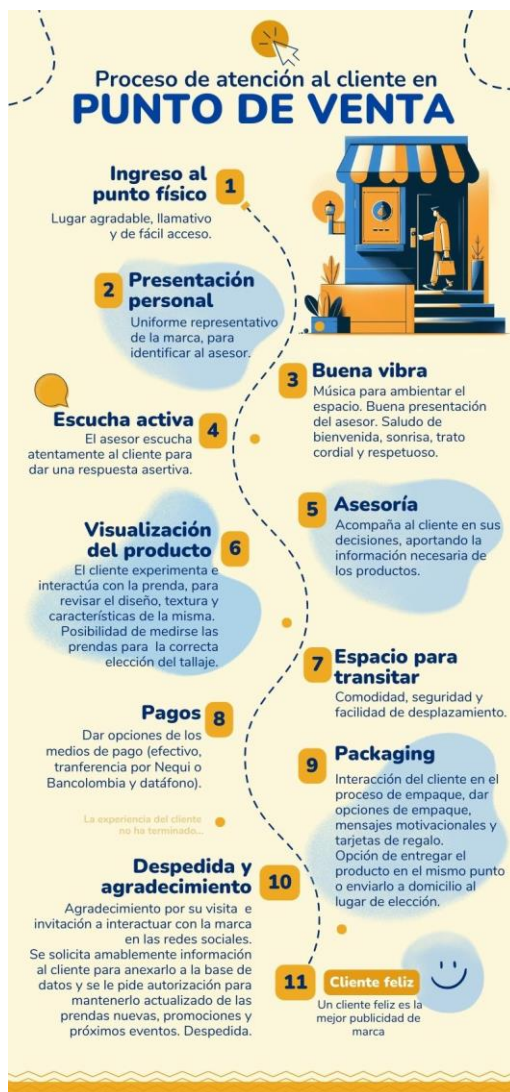 Proceso de atención al cliente en
PUNTO DE VENTA
1
Ingreso al
punto físico
Lugar agradable, llamativo
y de fácil acceso.
2
Presentación
personal
Uniforme representativo
de la marca, para
identificar al asesor.
3
Buena vibra
Música para ambientar el
espacio. Buena presentación
del asesor. Saludo de
bienvenida, sonrisa, trato
cordial y respetuoso.
4
Escucha activa
El asesor escucha
atentamente al cliente para
dar una respuesta asertiva.
5
Asesoría
Acompaña al cliente en sus
decisiones, aportando la
información necesaria de
los productos.
6
Visualización
del producto
El cliente experimenta e
interactúa con la prenda, para
revisar el diseño, textura y
características de la misma.
Posibilidad de medirse las
prendas para la correcta
elección del tallaje.
7
Espacio para
transitar
Comodidad, seguridad y
facilidad de desplazamiento.
8
Pagos
Dar opciones de los
medios de pago (efectivo,
tranferencia por Nequi o
Bancolombia y datáfono).
La experiencia del cliente
no ha terminado...
9
Packaging
Interacción del cliente en el
proceso de empaque, dar
opciones de empaque,
mensajes motivacionales y
tarjetas de regalo.
Opción de entregar el
producto en el mismo punto
o enviarlo a domicilio al
lugar de elección.
10
Despedida y
agradecimiento
Agradecimiento por su visita e
invitación a interactuar con la marca
en las redes sociales.
Se solicita amablemente información
al cliente para anexarlo a la base de
datos y se le pide autorización para
mantenerlo actualizado de las
prendas nuevas, promociones y
próximos eventos. Despedida.
11
Cliente feliz
Un cliente feliz es la
mejor publicidad de
marca